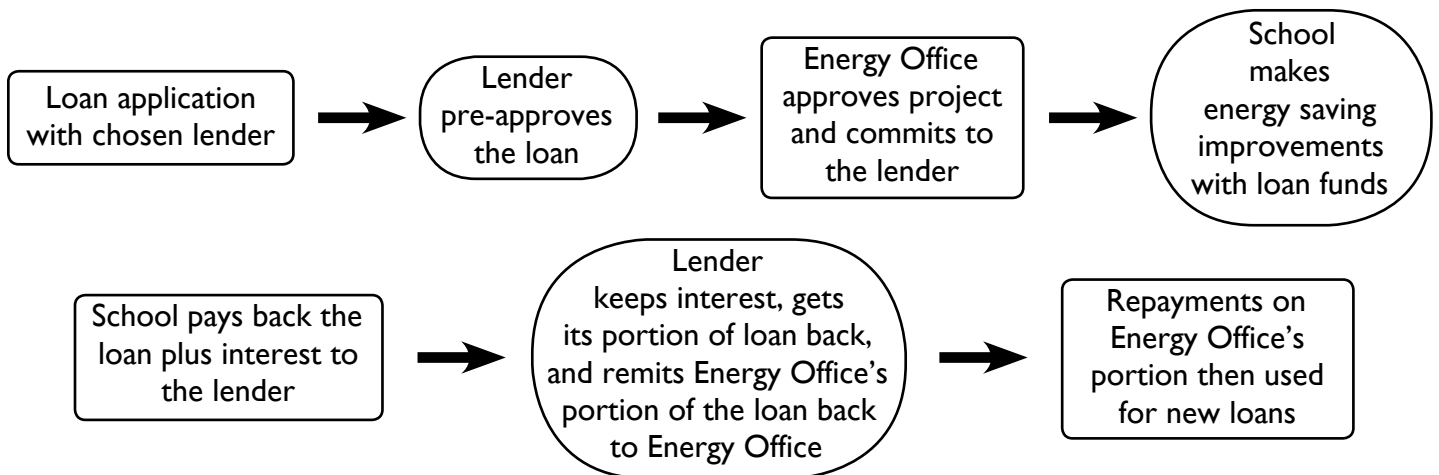 Loan application
with chosen lender
Lender
pre-approves
the loan
Energy Office
approves project
and commits to
the lender
School
makes
energy saving
improvements
with loan funds
School pays back the
loan plus interest to
the lender
Lender
keeps interest, gets
its portion of loan back,
and remits Energy Office's
portion of the loan back
to Energy Office
Repayments on
Energy Office's
portion then used
for new loans